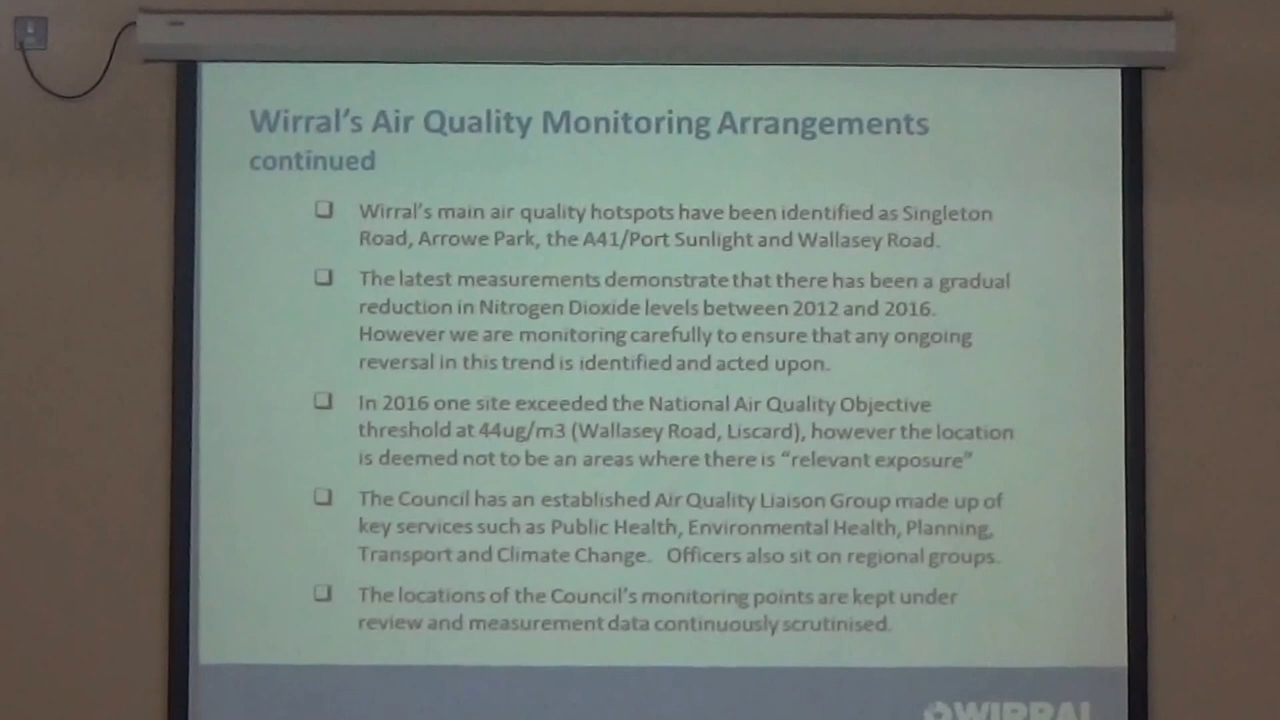 Wirral's Air Quality Monitoring Arrangements
continued
❑ Wirral's main air quality hotspots have been identified as Singleton
Road, Arrowe Park, the A41/Port Sunlight and Wallasey Road.
❑ The latest measurements demonstrate that there has been a gradual
reduction in Nitrogen Dioxide levels between 2012 and 2016.
However we are monitoring carefully to ensure that any ongoing
reversal in this trend is identified and acted upon.
❑ In 2016 one site exceeded the National Air Quality Objective
threshold at 44ug/m3 (Wallasey Road, Liscard), however the location
is deemed not to be an areas where there is "relevant exposure"
❑ The Council has an established Air Quality Liaison Group made up of
key services such as Public Health, Environmental Health, Planning,
Transport and Climate Change. Officers also sit on regional groups.
❑ The locations of the Council's monitoring points are kept under
review and measurement data continuously scrutinised.
WIRRAL